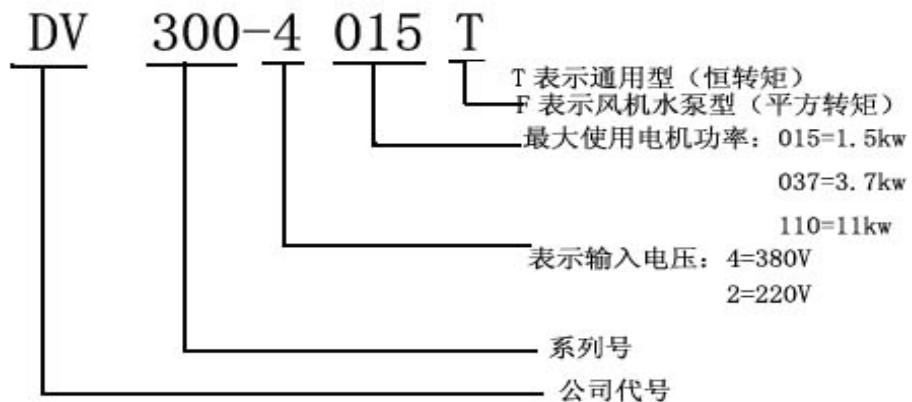 DV 300-4 015 T
T 表示通用型（恒转矩）
F 表示风机水泵型（平方转矩）
最大使用电机功率：015=1.5kw
037=3.7kw
110=11kw
表示输入电压：4=380V
2=220V
系列号
公司代号